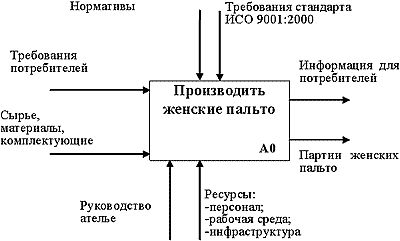 Нормативы
Требования стандарта
ИСО 9001:2000
Требования
потребителей
Сырье,
материалы,
комплектующие
Производить
женские пальто
А0
Информация для
потребителей
Партии женских
пальто
Руководство
ателье
Ресурсы:
-персонал;
-рабочая среда;
-инфраструктура